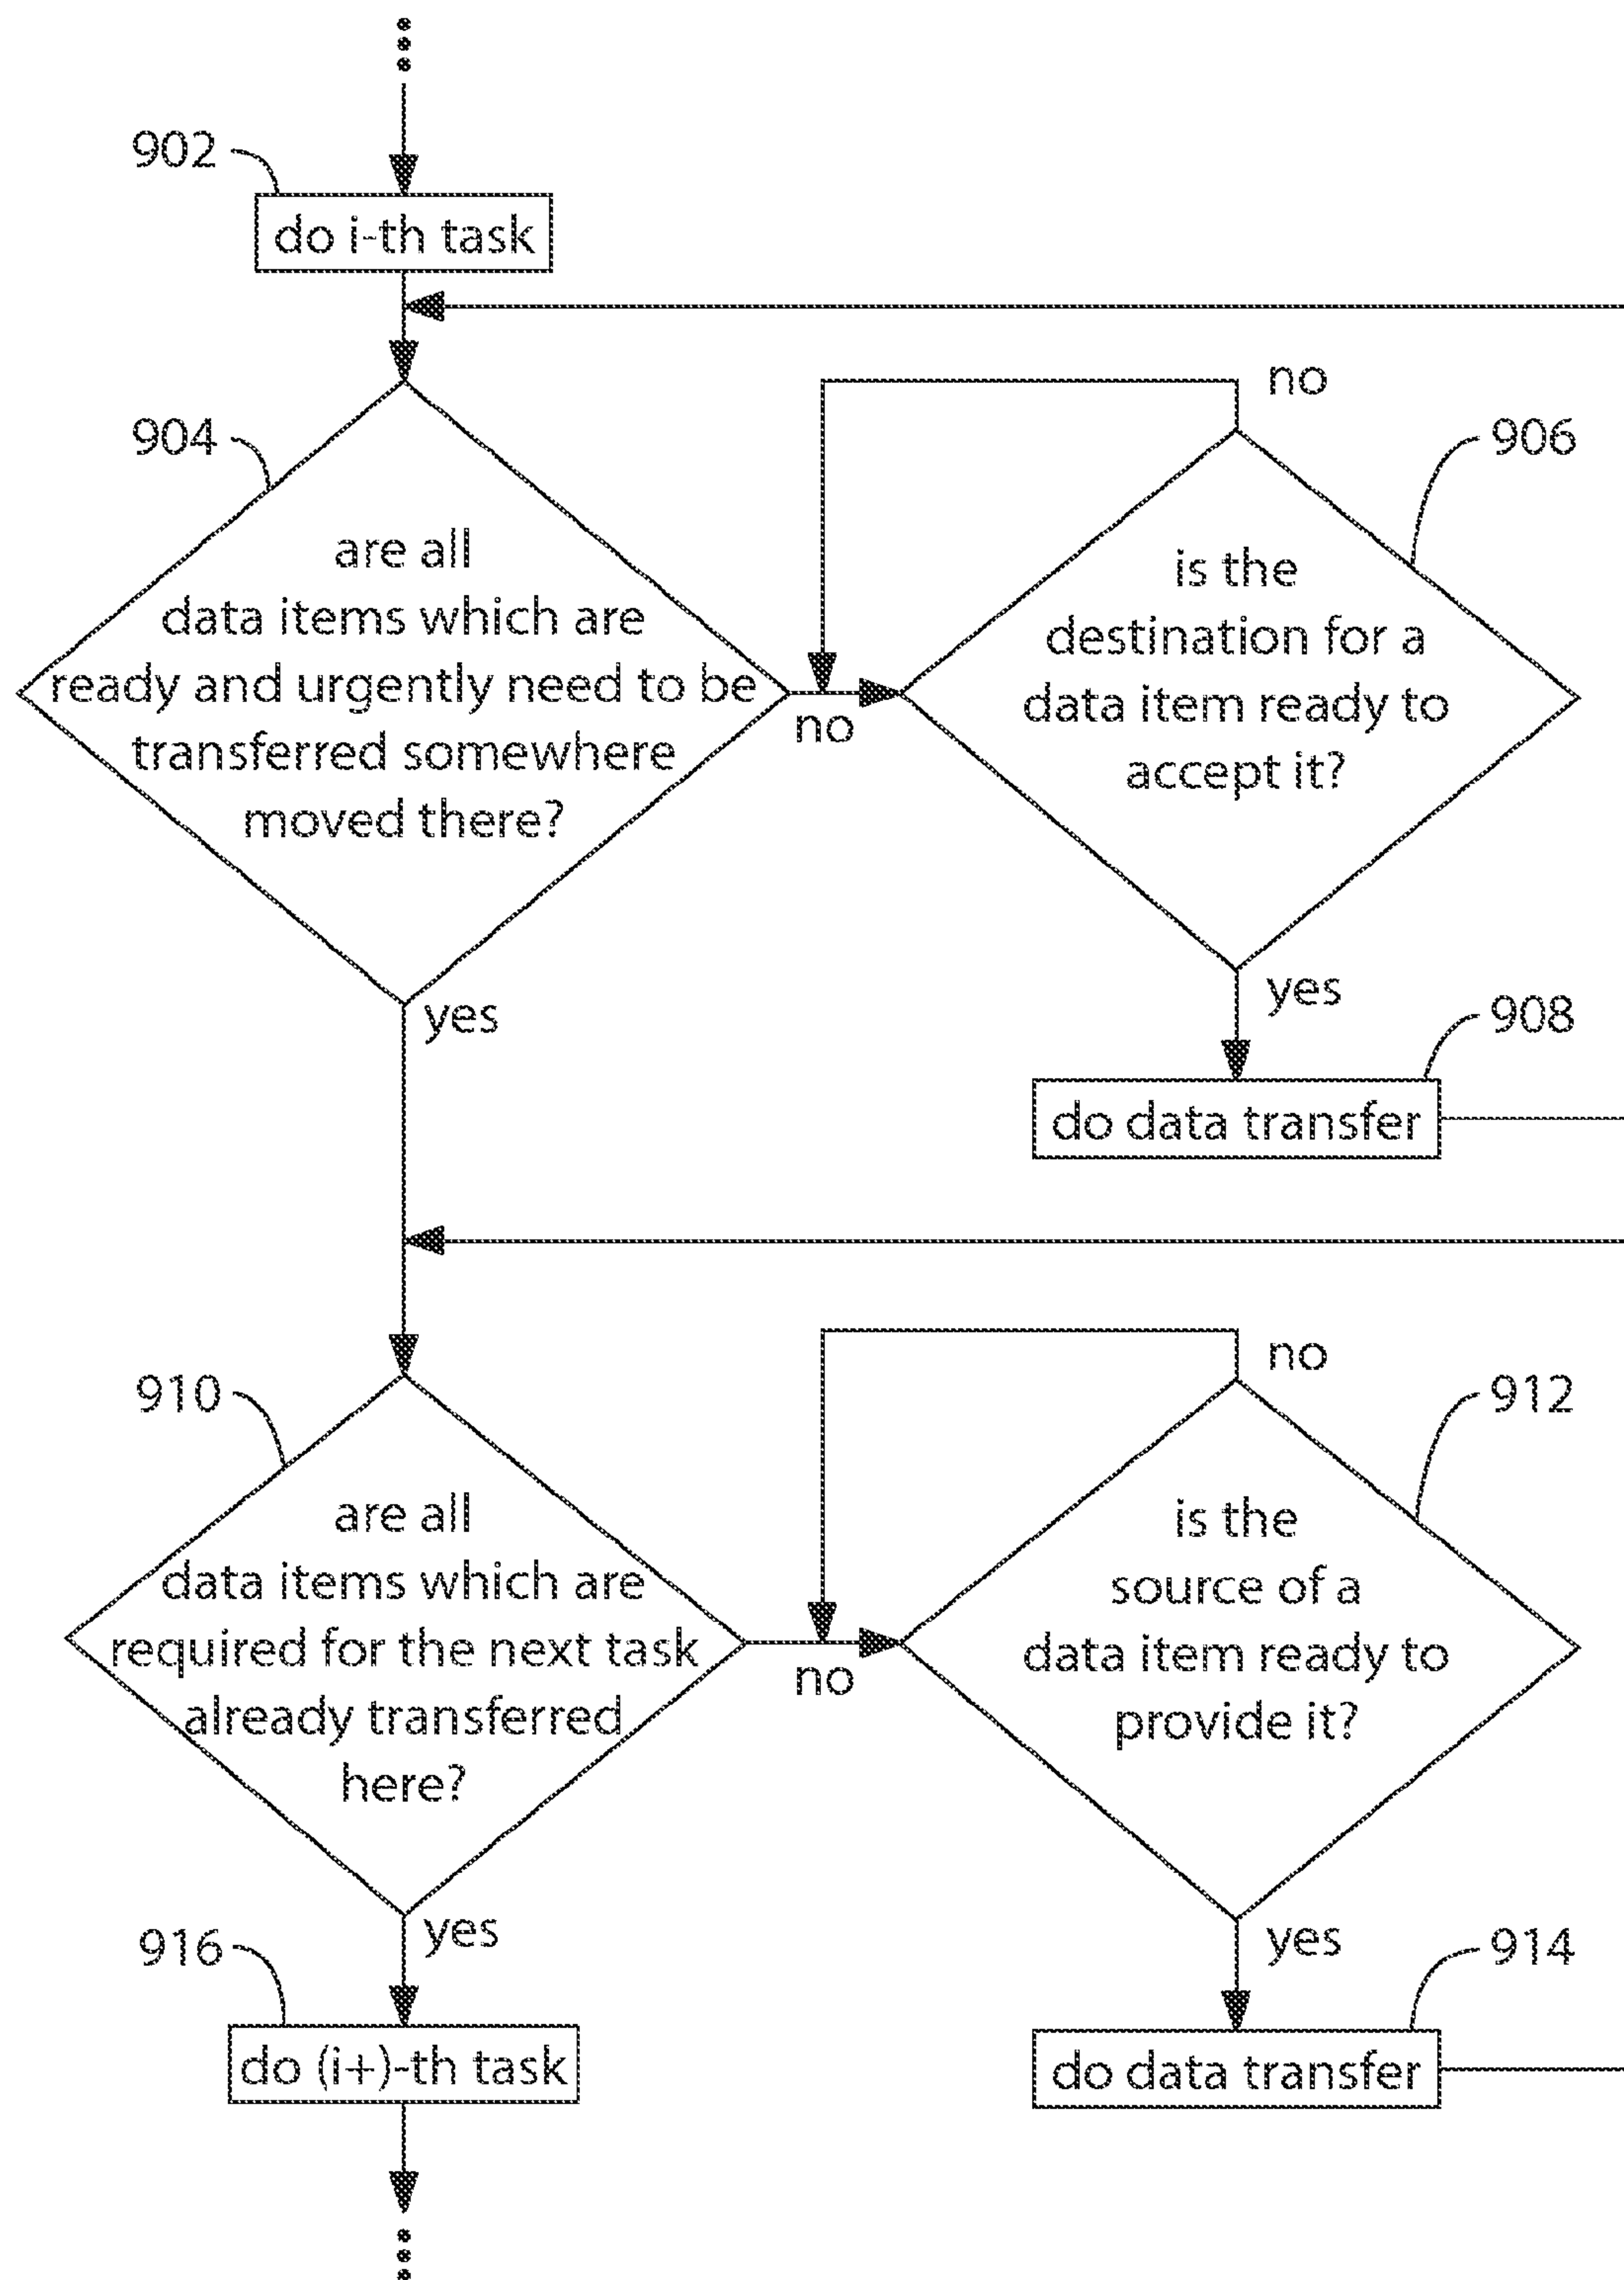 902
do i-th task
904
are all
data items which are
ready and urgently need to be
transferred somewhere
moved there?
no
yes
no
906
is the
destination for a
data item ready to
accept it?
yes
908
do data transfer
910
are all
data items which are
required for the next task
already transferred
here?
no
yes
no
912
is the
source of a
data item ready to
provide it?
yes
914
do data transfer
916
do (i+)-th task